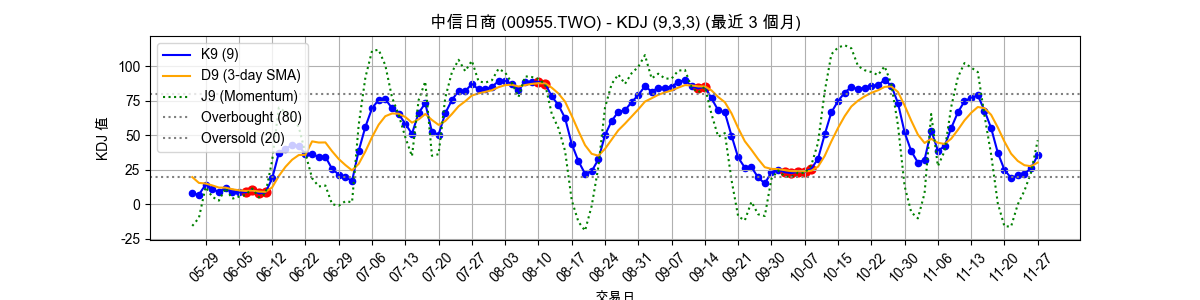 中信日商 (00955.TWO) - KDJ (9,3,3) (最近 3 個月)
K9 (9)
D9 (3-day SMA)
J9 (Momentum)
Overbought (80)
Oversold (20)
KDJ 值
100
75
50
25
0
-25
05-29 06-05 06-12 06-22 06-29 07-06 07-13 07-20 07-27 08-03 08-10 08-17 08-24 08-31 09-07 09-14 09-21 09-30 10-07 10-15 10-22 10-30 11-06 11-13 11-20 11-27
交易日